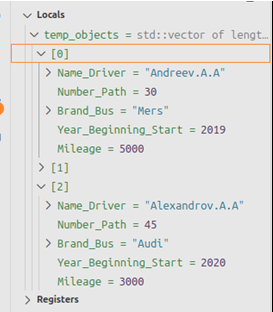 Locals
temp_objects = std::vector of lengt...
[0]
Name_Driver = "Andreev.A.A"
Number_Path = 30
Brand_Bus = "Mers"
Year_Beginning_Start = 2019
Mileage = 5000
[1]
[2]
Name_Driver = "Alexandrov.A.A"
Number_Path = 45
Brand_Bus = "Audi"
Year_Beginning_Start = 2020
Mileage = 3000
Registers